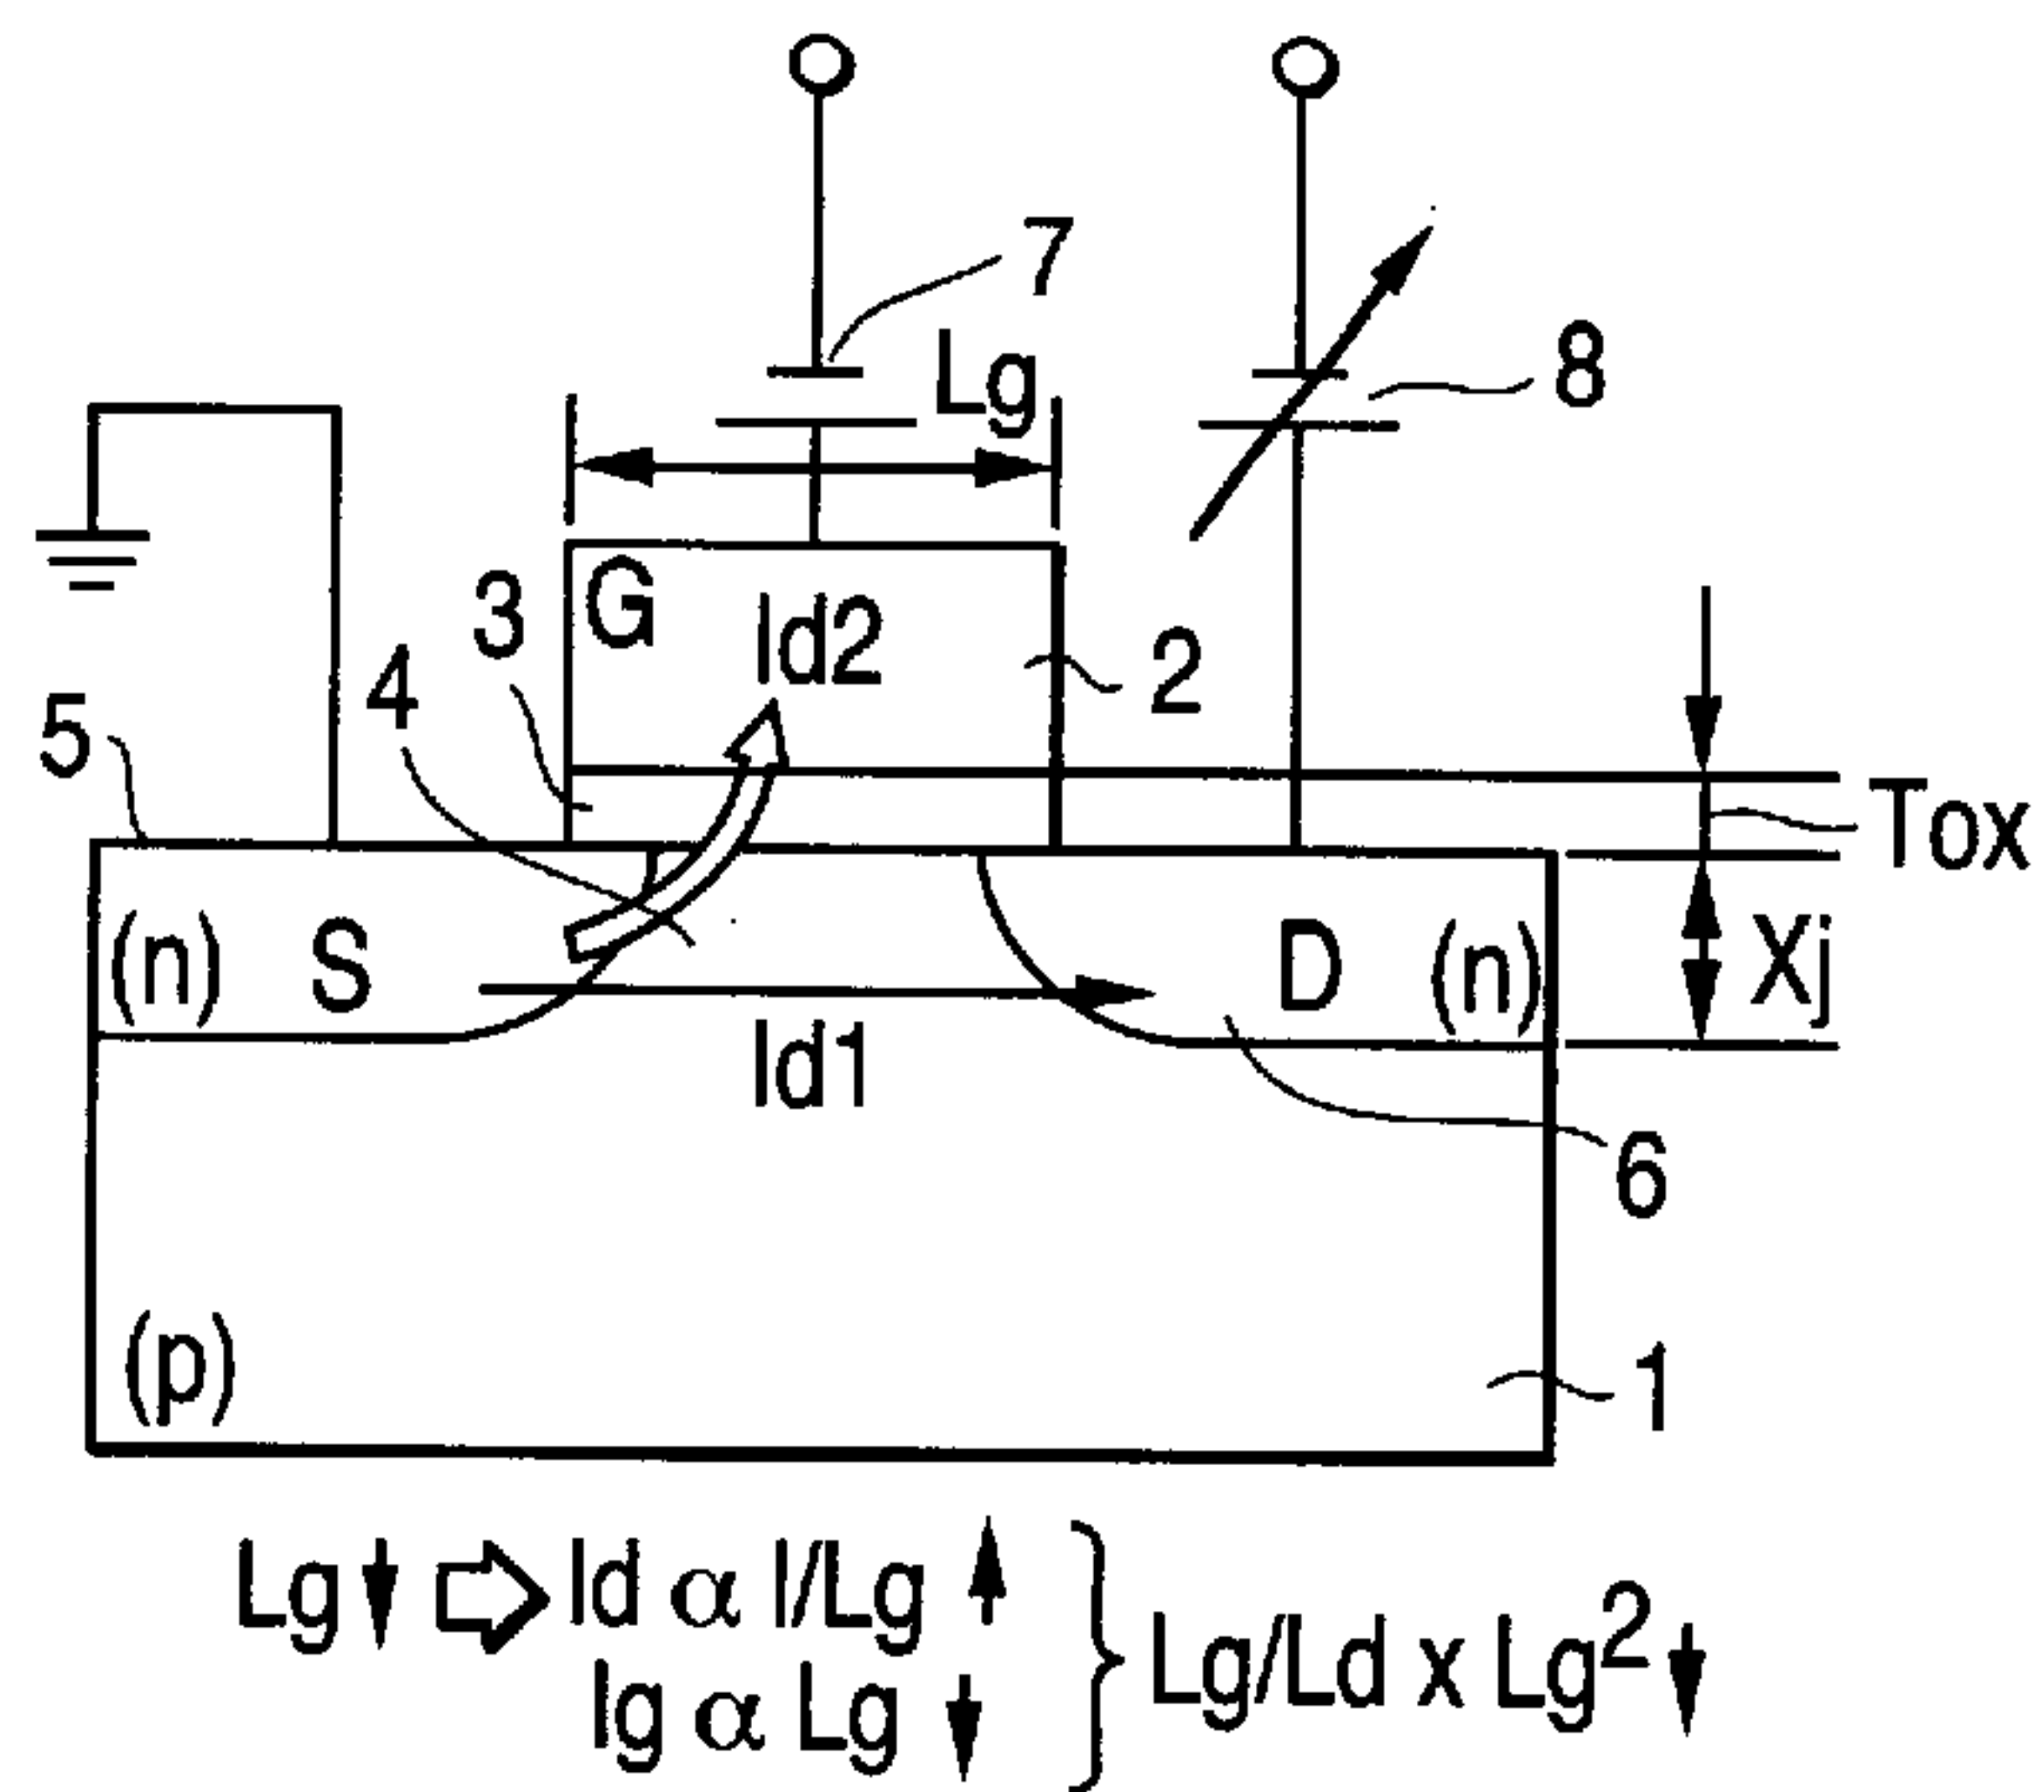 7
Lg
8
3
G
Id2
2
4
5
Tox
(n)
S
D
(n)
Xj
Id1
6
(p)
1
Lg ↓ ⇨ Id α I/Lg ↑
Ig α Lg ↓
} Lg/Ld x Lg² ↓